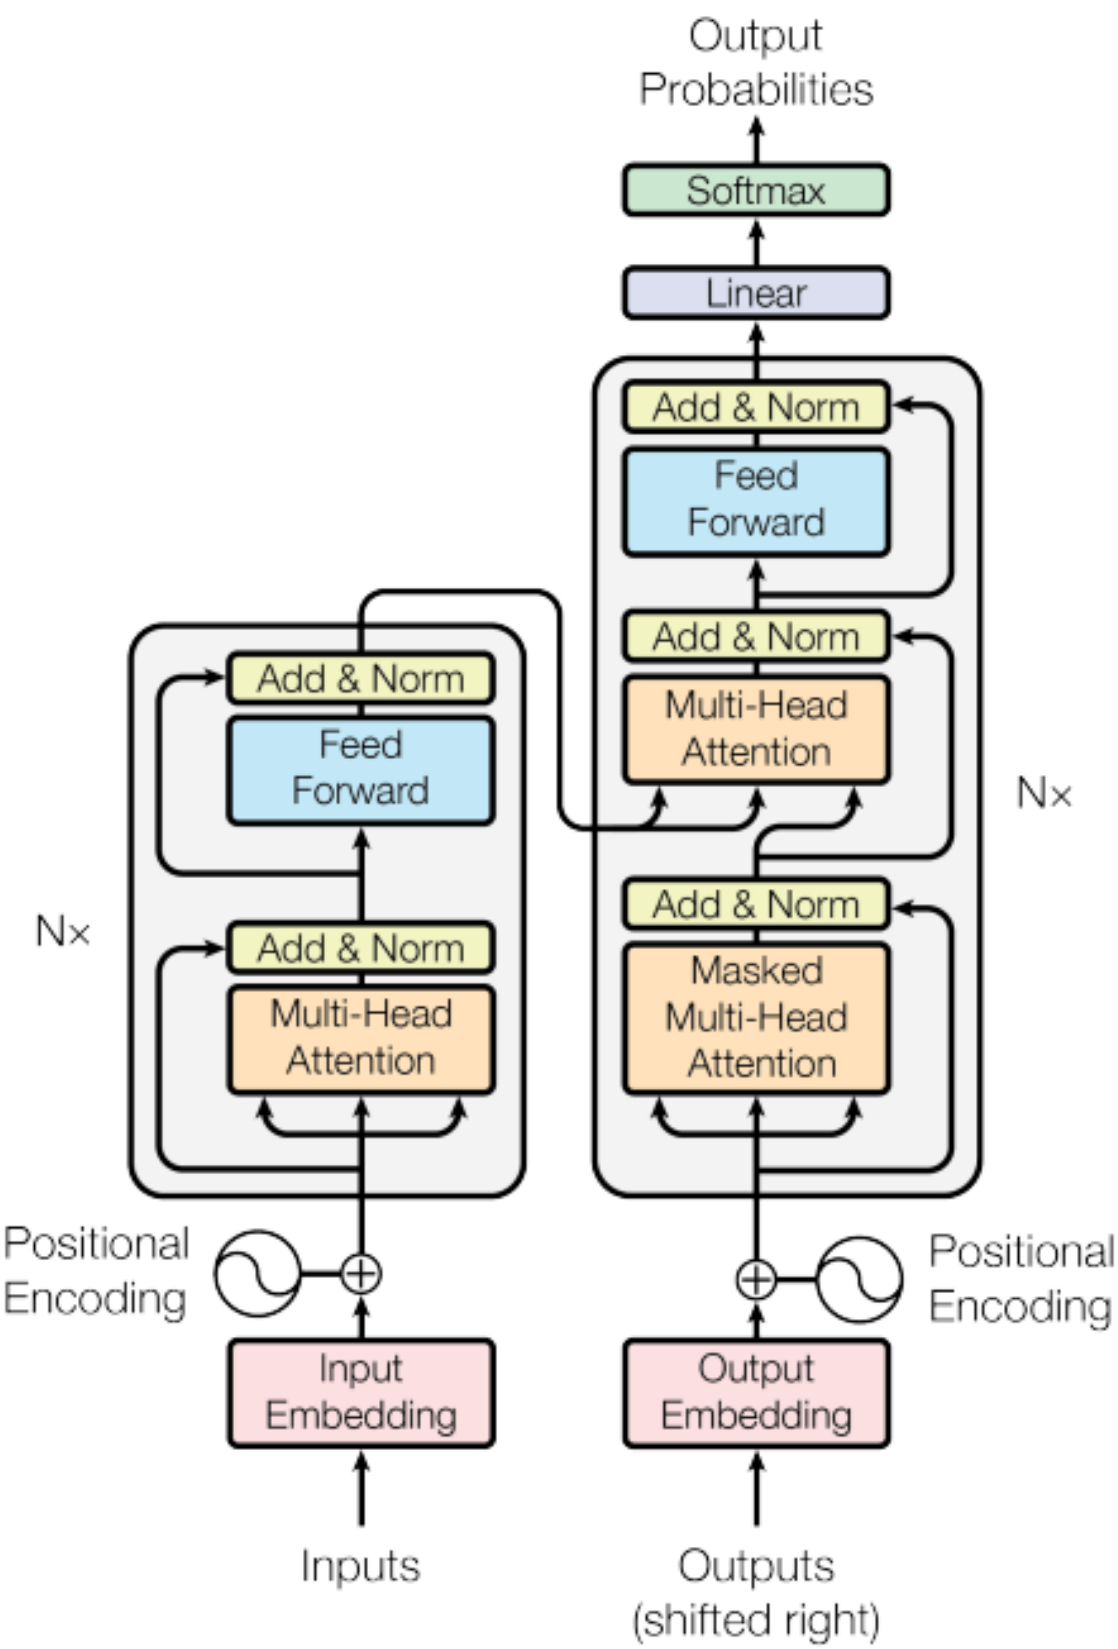 Output
Probabilities
Softmax
Linear
Add & Norm
Feed
Forward
Add & Norm
Multi-Head
Attention
N×
Add & Norm
Masked
Multi-Head
Attention
Add & Norm
Feed
Forward
N×
Add & Norm
Multi-Head
Attention
Positional
Encoding
Positional
Encoding
Input
Embedding
Output
Embedding
Inputs
Outputs
(shifted right)